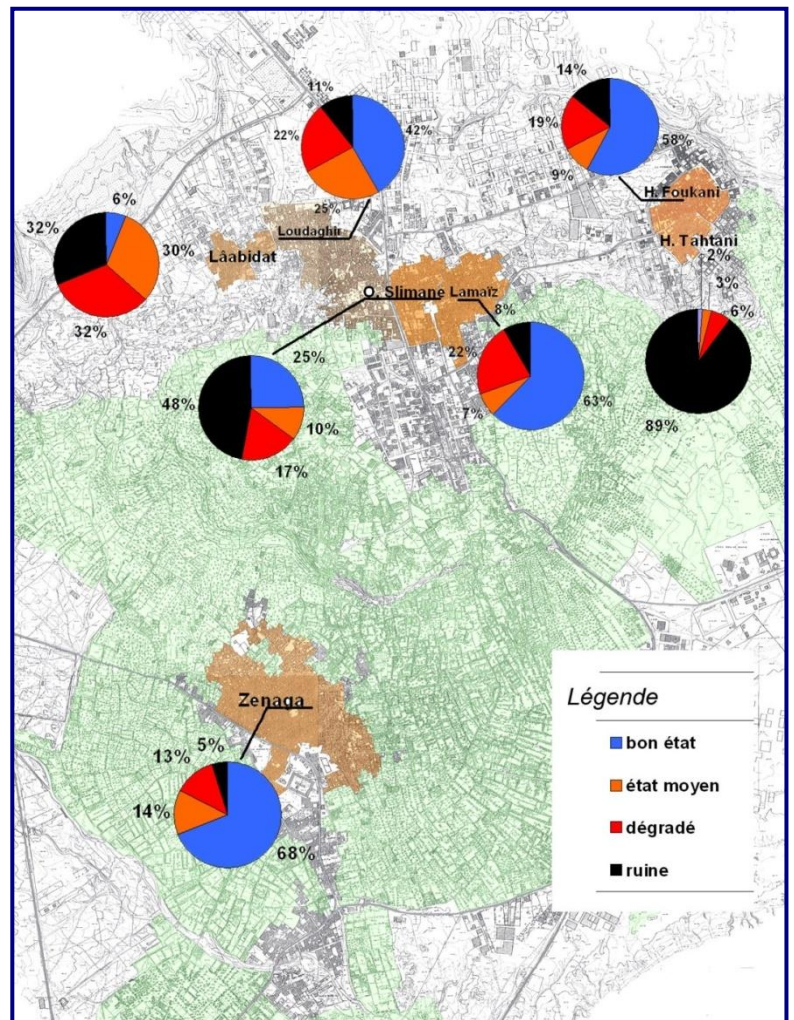 11%
42%
22%
25%
Loudaghir
14%
58%
19%
9%
H. Foukani
H. Tahtani
2%
3%
6%
89%
6%
32%
30%
32%
Lâabidat
Slimane Lamaïz
8%
22%
63%
7%
25%
48%
10%
17%
Zenaga
5%
13%
14%
68%
Légende
bon état
état moyen
dégradé
ruine